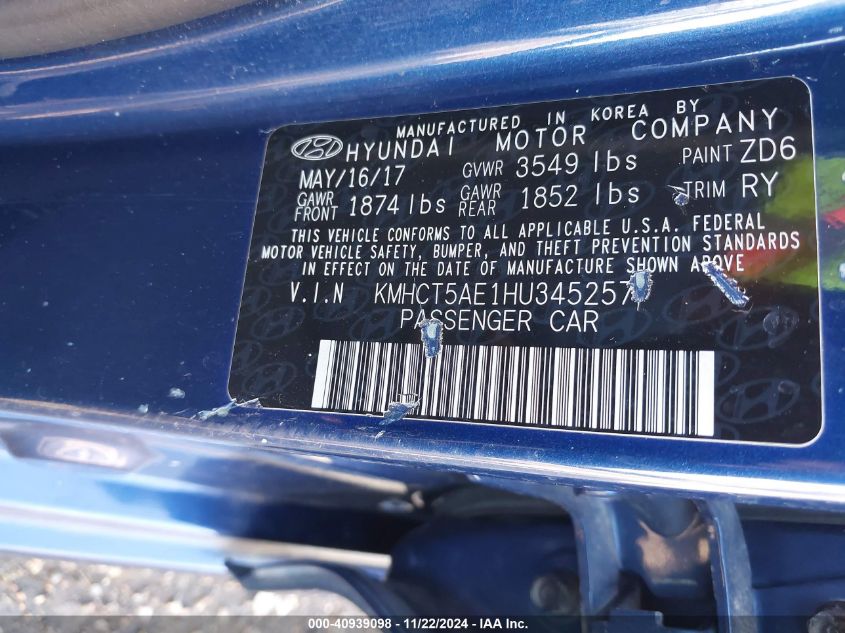 MANUFACTURED IN KOREA BY
HYUNDAI MOTOR COMPANY
MAY/16/17 GVWR 3549 lbs PAINT ZD6
GAWR FRONT 1874 lbs GAWR REAR 1852 lbs TRIM RY
THIS VEHICLE CONFORMS TO ALL APPLICABLE U.S.A. FEDERAL
MOTOR VEHICLE SAFETY, BUMPER, AND THEFT PREVENTION STANDARDS
IN EFFECT ON THE DATE OF MANUFACTURE SHOWN ABOVE
V.I.N KMHCT5AE1HU345257
PASSENGER CAR
000-40939098 - 11/22/2024 - IAA Inc.